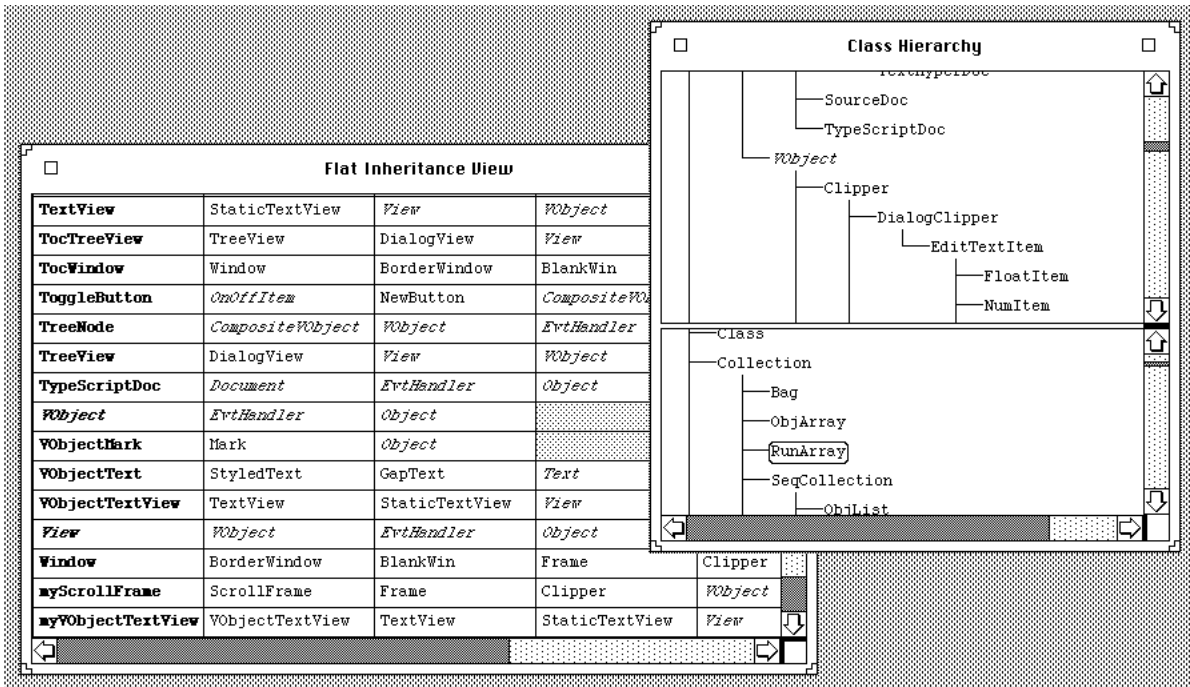 Class Hierarchy
SourceDoc
TypeScriptDoc
VObject
Clipper
DialogClipper
EditTextItem
FloatItem
NumItem
Class
Collection
Bag
ObjArray
RunArray
SeqCollection
ObjList
Flat Inheritance View
TextView StaticTextView View VObject
TocTreeView TreeView DialogView View
TocWindow Window BorderWindow BlankWin
ToggleButton OnOffItem NewButton
TreeNode CompositeVObject VObject EvtHandler
TreeView DialogView View VObject
TypeScriptDoc Document EvtHandler Object
VObject EvtHandler Object
VObjectMark Mark Object
VObjectText StyledText GapText Text
VObjectTextView TextView StaticTextView View
View VObject EvtHandler Object
Window BorderWindow BlankWin Frame Clipper
myScrollFrame ScrollFrame Frame Clipper VObject
myVObjectTextView VObjectTextView TextView StaticTextView View